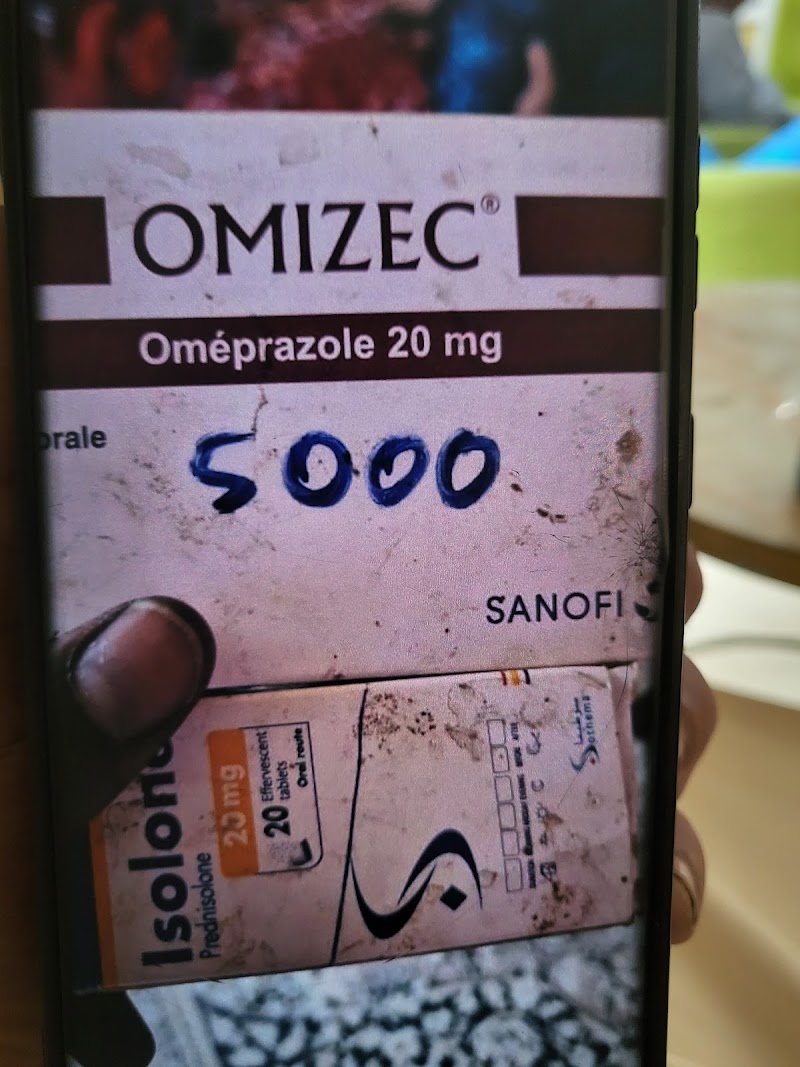 OMIZEC®
Oméprazole 20 mg
orale
5000
SANOFI
Isolone
Prednisolone
20 mg
20 Effervescent
tablets
Oral route